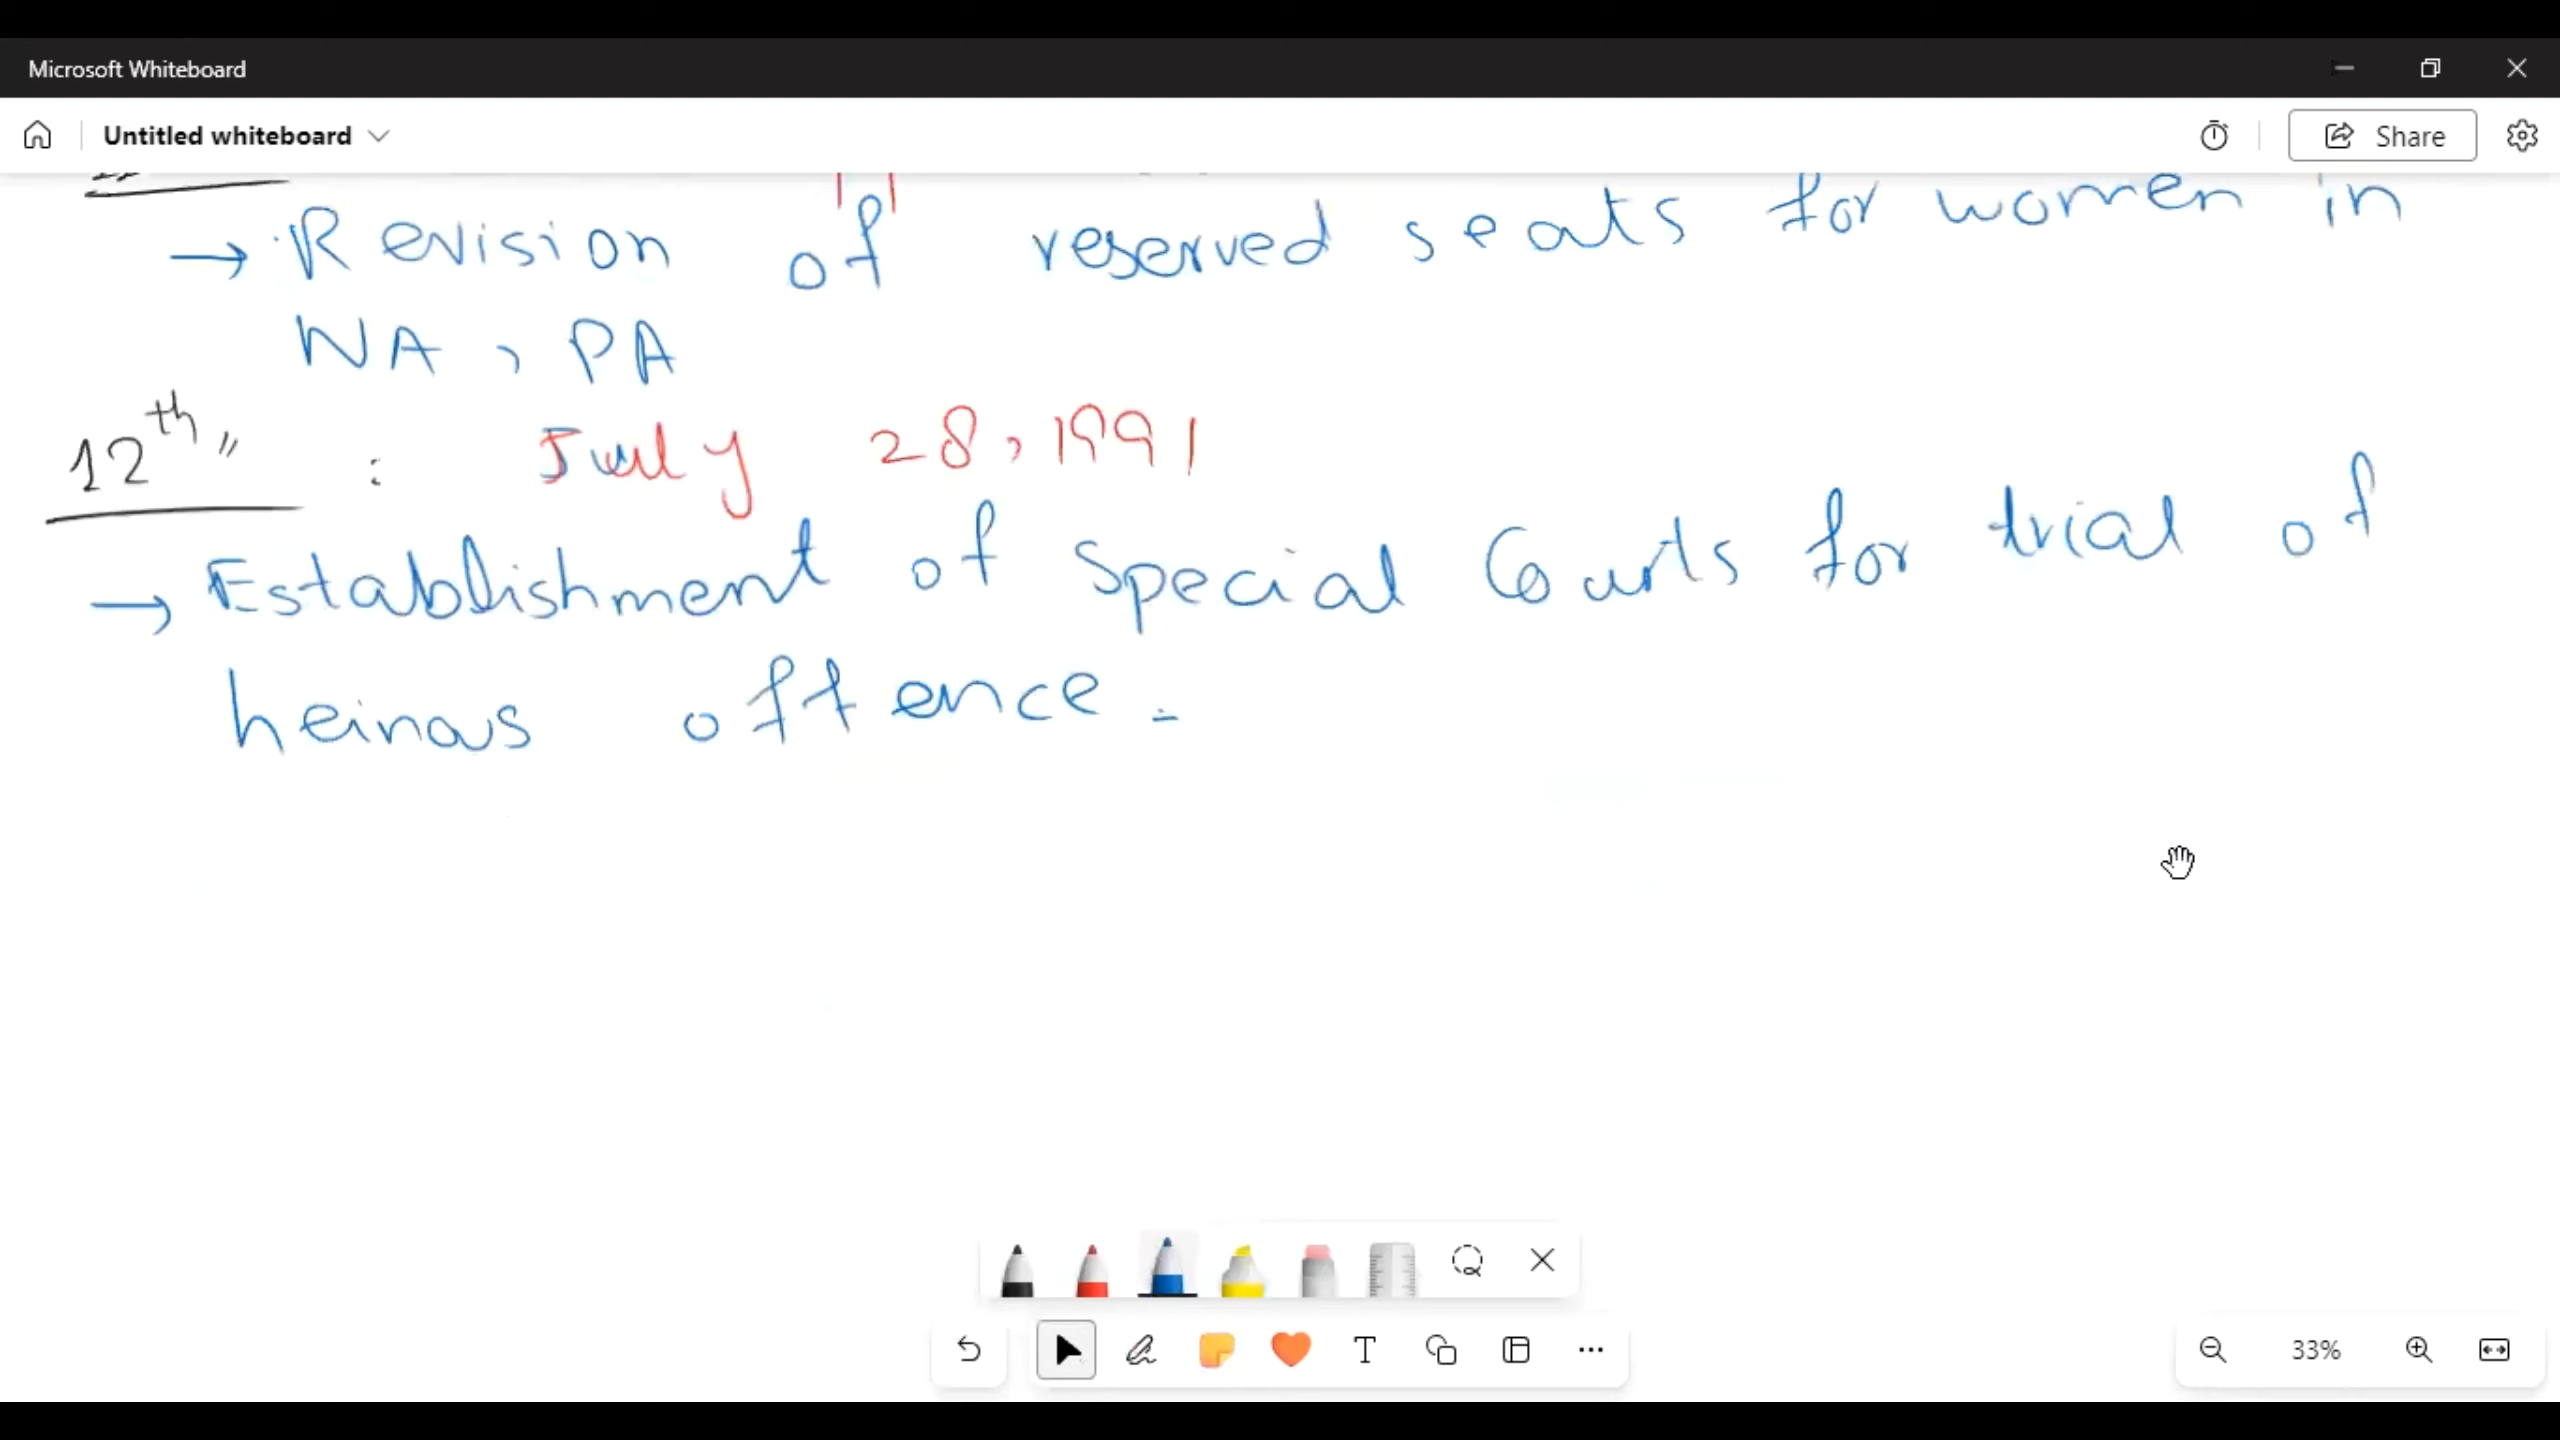 Microsoft Whiteboard
Untitled whiteboard
Share
→ Revision of reserved seats for women in
NA, PA
12th " : July 28, 1991
→ Establishment of Special Courts for trial of
heinous offence.
T
33%